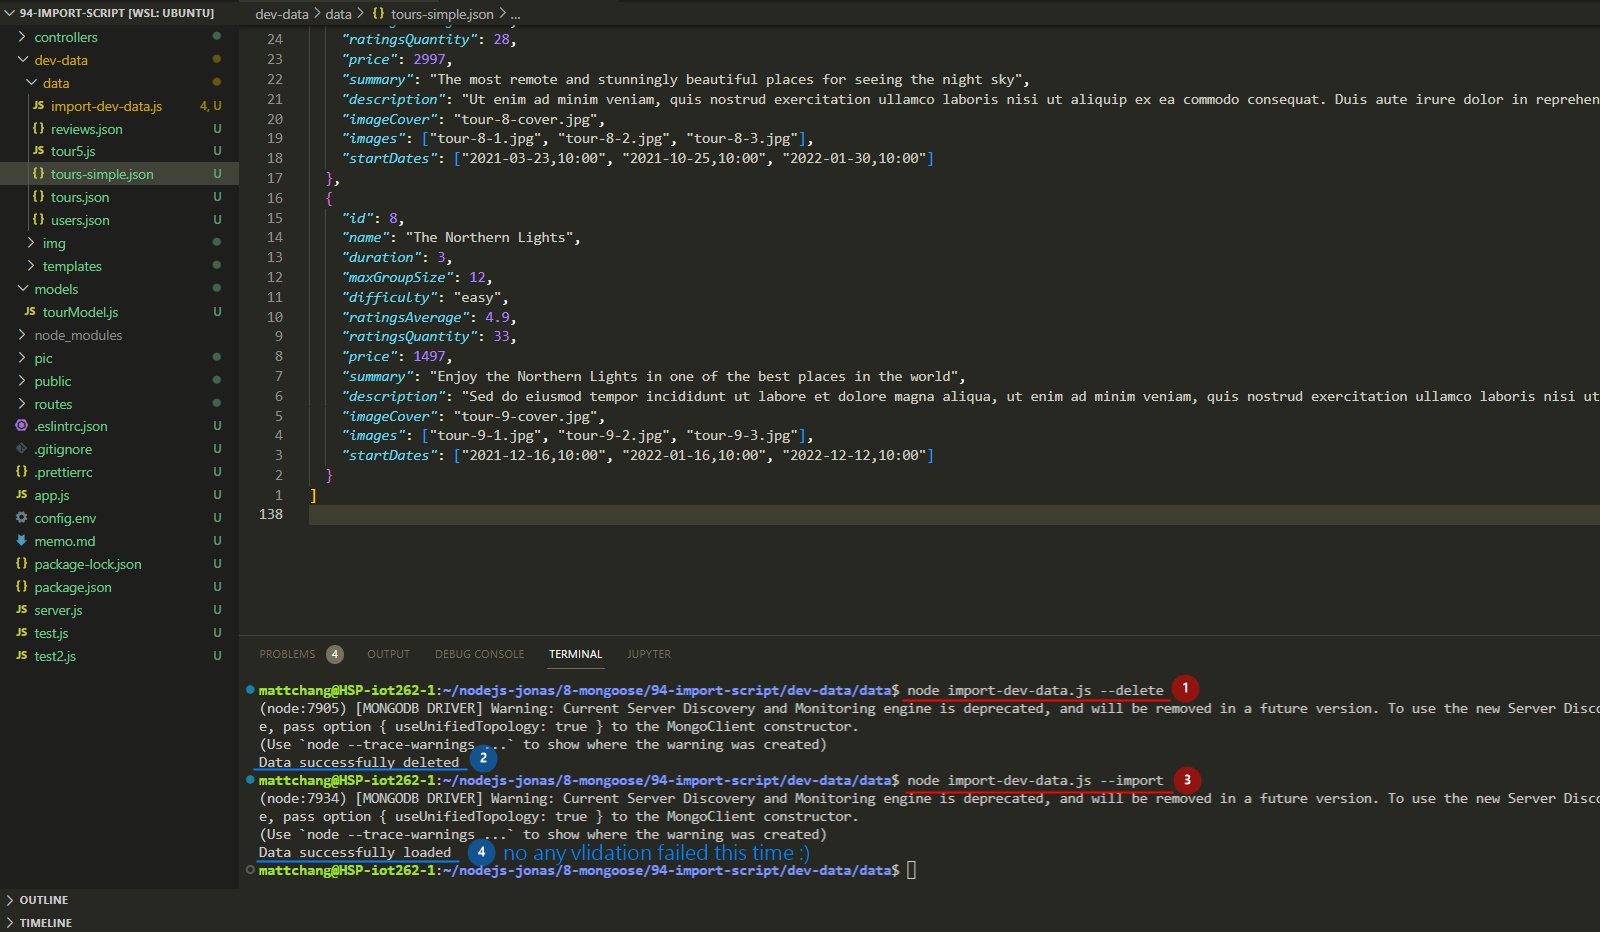 94-IMPORT-SCRIPT [WSL: UBUNTU]
controllers
dev-data
data
JS import-dev-data.js 4, U
{} reviews.json U
JS tour5.js U
{} tours-simple.json U
{} tours.json U
{} users.json U
img
templates
models
JS tourModel.js U
node_modules
pic
public
routes
.eslintrc.json U
.gitignore U
{} .prettierrc U
JS app.js U
config.env U
memo.md U
{} package-lock.json U
{} package.json U
JS server.js U
JS test.js U
JS test2.js U
OUTLINE
TIMELINE
dev-data > data > {} tours-simple.json > ...
24 "ratingsQuantity": 28,
23 "price": 2997,
22 "summary": "The most remote and stunningly beautiful places for seeing the night sky",
21 "description": "Ut enim ad minim veniam, quis nostrud exercitation ullamco laboris nisi ut aliquip ex ea commodo consequat. Duis aute irure dolor in reprehen
20 "imageCover": "tour-8-cover.jpg",
19 "images": ["tour-8-1.jpg", "tour-8-2.jpg", "tour-8-3.jpg"],
18 "startDates": ["2021-03-23,10:00", "2021-10-25,10:00", "2022-01-30,10:00"]
17 },
16 {
15 "id": 8,
14 "name": "The Northern Lights",
13 "duration": 3,
12 "maxGroupSize": 12,
11 "difficulty": "easy",
10 "ratingsAverage": 4.9,
9 "ratingsQuantity": 33,
8 "price": 1497,
7 "summary": "Enjoy the Northern Lights in one of the best places in the world",
6 "description": "Sed do eiusmod tempor incididunt ut labore et dolore magna aliqua, ut enim ad minim veniam, quis nostrud exercitation ullamco laboris nisi ut
5 "imageCover": "tour-9-cover.jpg",
4 "images": ["tour-9-1.jpg", "tour-9-2.jpg", "tour-9-3.jpg"],
3 "startDates": ["2021-12-16,10:00", "2022-01-16,10:00", "2022-12-12,10:00"]
2 }
1 ]
138
PROBLEMS 4 OUTPUT DEBUG CONSOLE TERMINAL JUPYTER
mattchang@HSP-iot262-1:~/nodejs-jonas/8-mongoose/94-import-script/dev-data/data$ node import-dev-data.js --delete 1
(node:7905) [MONGODB DRIVER] Warning: Current Server Discovery and Monitoring engine is deprecated, and will be removed in a future version. To use the new Server Disco
e, pass option { useUnifiedTopology: true } to the MongoClient constructor.
(Use `node --trace-warnings ...` to show where the warning was created)
Data successfully deleted 2
mattchang@HSP-iot262-1:~/nodejs-jonas/8-mongoose/94-import-script/dev-data/data$ node import-dev-data.js --import 3
(node:7934) [MONGODB DRIVER] Warning: Current Server Discovery and Monitoring engine is deprecated, and will be removed in a future version. To use the new Server Disco
e, pass option { useUnifiedTopology: true } to the MongoClient constructor.
(Use `node --trace-warnings ...` to show where the warning was created)
Data successfully loaded 4 no any vlidation failed this time :)
mattchang@HSP-iot262-1:~/nodejs-jonas/8-mongoose/94-import-script/dev-data/data$